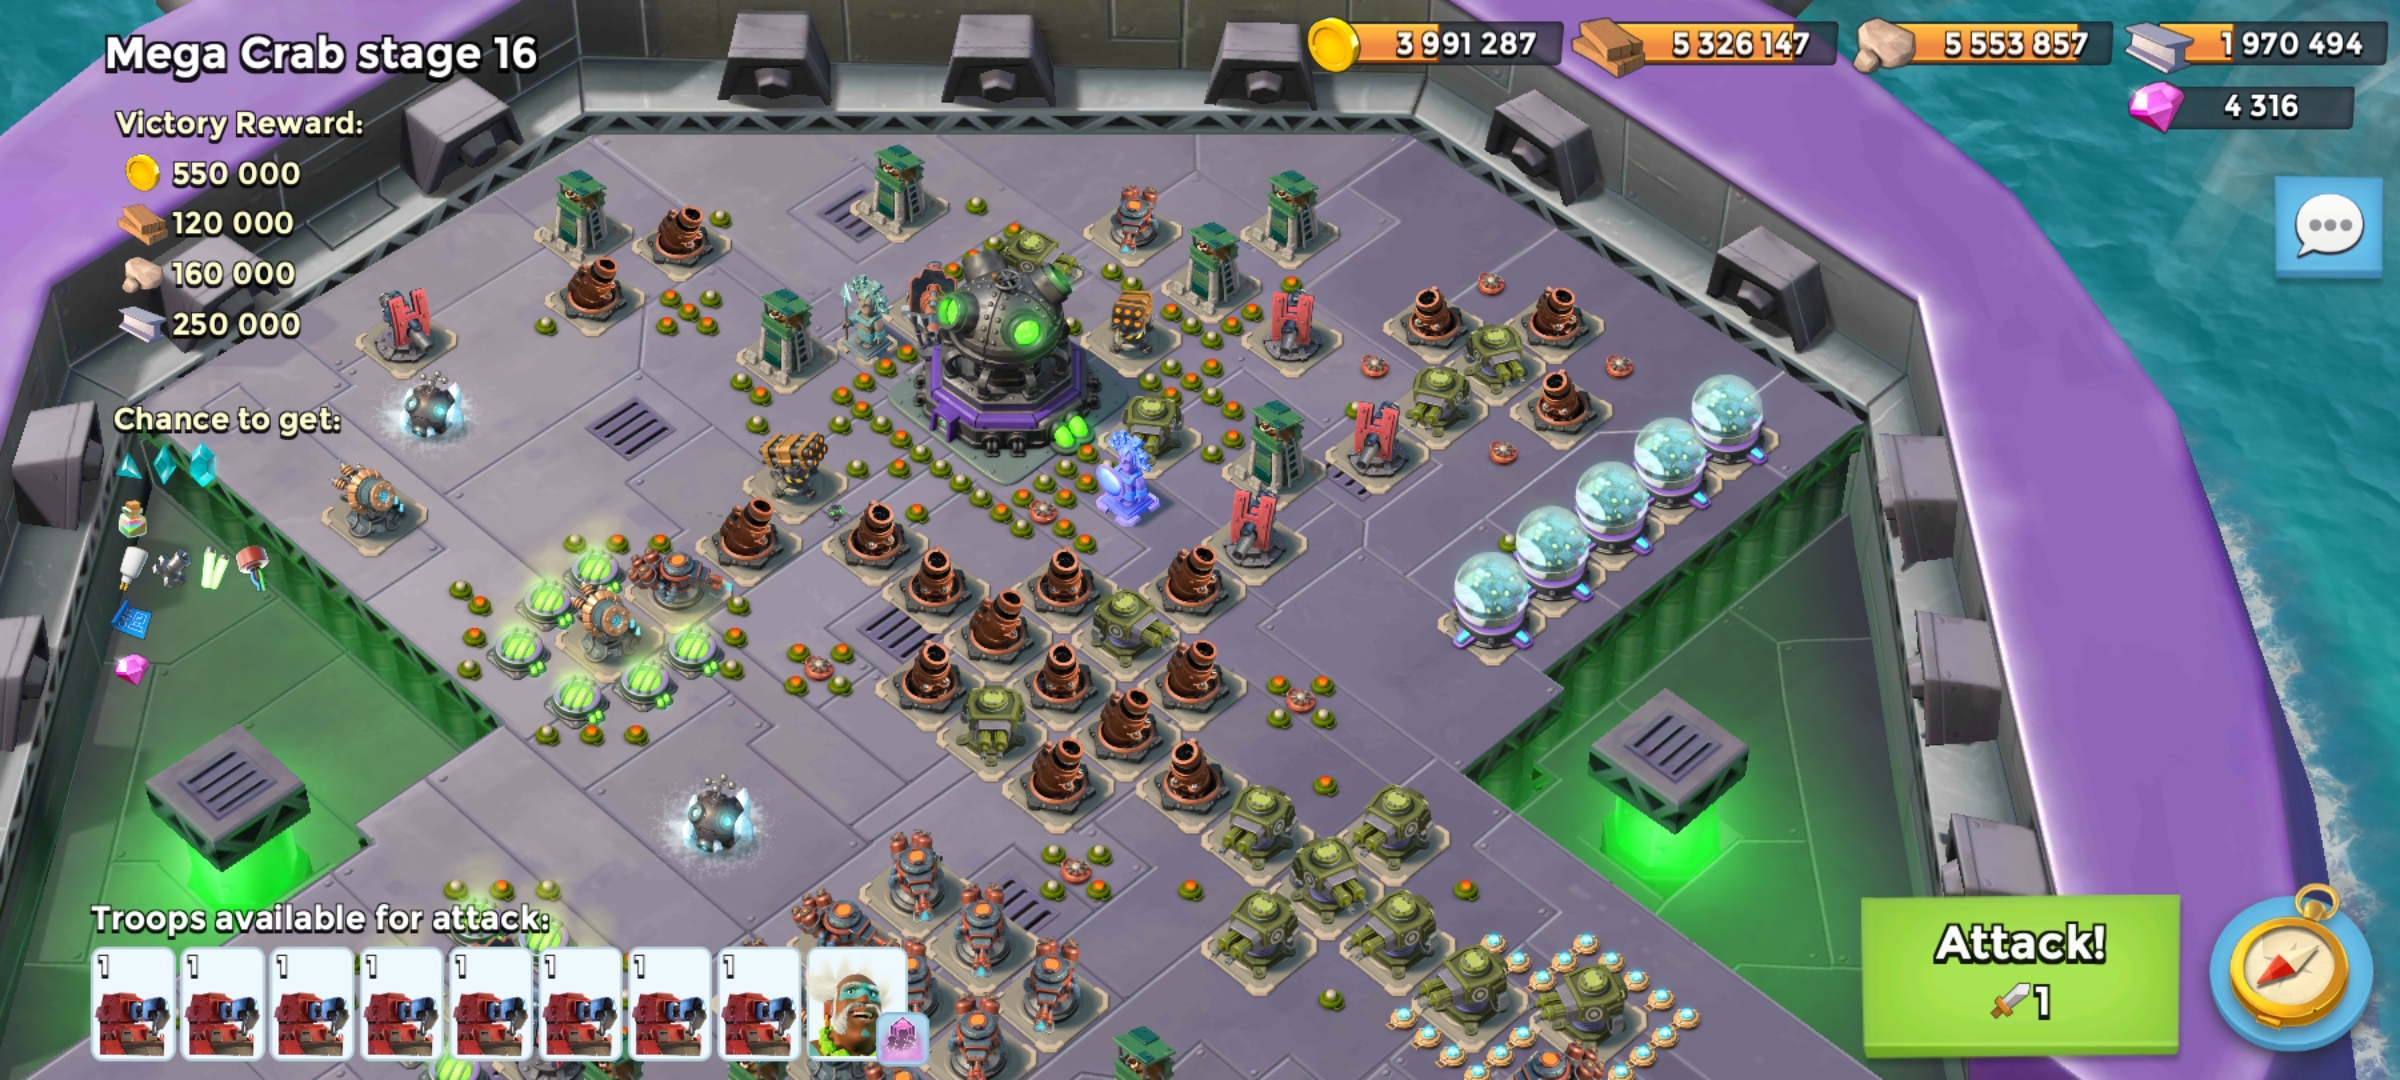 Mega Crab stage 16
3 991 287
5 326 147
5 553 857
1 970 494
4 316
Victory Reward:
550 000
120 000
160 000
250 000
Chance to get:
Troops available for attack:
1 1 1 1 1 1 1 1
Attack!
1